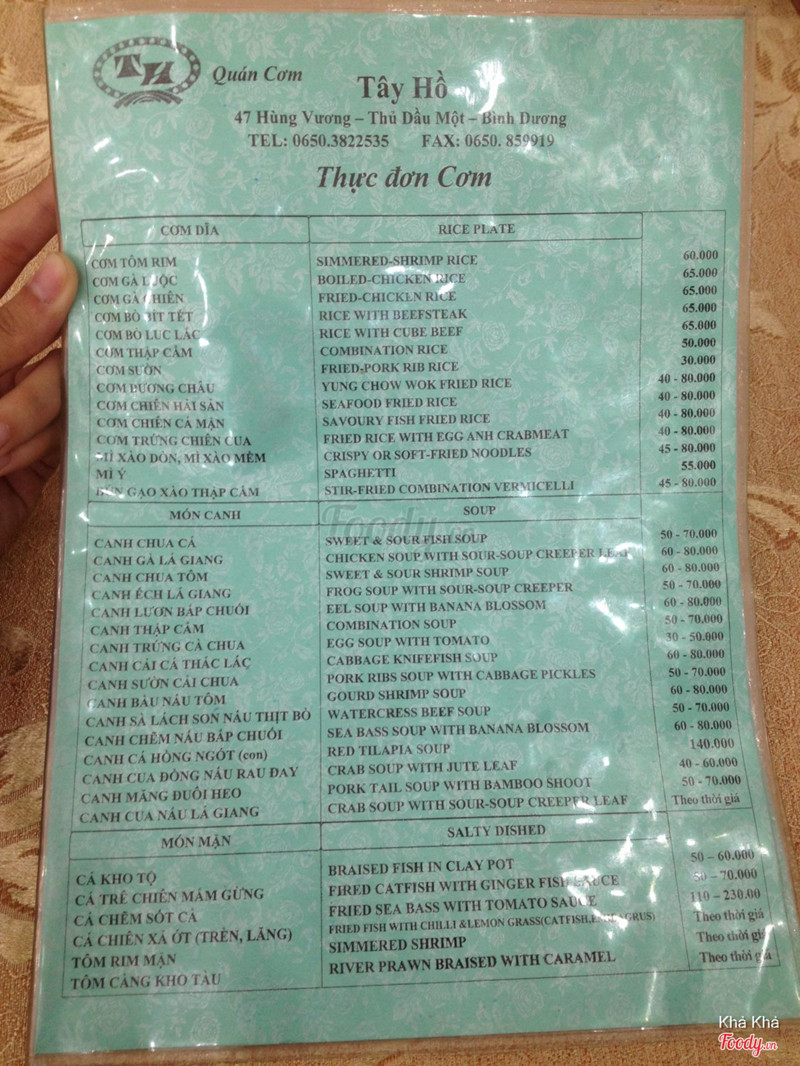 TH Quán Cơm
Tây Hồ
47 Hùng Vương – Thủ Dầu Một – Bình Dương
TEL: 0650.3822535 FAX: 0650. 859919
Thực đơn Cơm
CƠM DĨA RICE PLATE
CƠM TÔM RIM SIMMERED-SHRIMP RICE 60.000
CƠM GÀ LUỘC BOILED-CHICKEN RICE 65.000
CƠM GÀ CHIÊN FRIED-CHICKEN RICE 65.000
CƠM BÒ BÍT TẾT RICE WITH BEEFSTEAK 65.000
CƠM BÒ LÚC LẮC RICE WITH CUBE BEEF 65.000
CƠM THẬP CẨM COMBINATION RICE 50.000
CƠM SƯỜN FRIED-PORK RIB RICE 30.000
CƠM DƯƠNG CHÂU YUNG CHOW WOK FRIED RICE 40 - 80.000
CƠM CHIÊN HẢI SẢN SEAFOOD FRIED RICE 40 - 80.000
CƠM CHIÊN CÁ MẶN SAVOURY FISH FRIED RICE 40 - 80.000
CƠM TRỨNG CHIÊN CUA FRIED RICE WITH EGG ANH CRABMEAT 40 - 80.000
MÌ XÀO DÒN, MÌ XÀO MỀM CRISPY OR SOFT-FRIED NOODLES 45 - 80.000
MÌ Ý SPAGHETTI 55.000
BÚN GẠO XÀO THẬP CẨM STIR-FRIED COMBINATION VERMICELLI 45 - 80.000
MÓN CANH SOUP
CANH CHUA CÁ SWEET & SOUR FISH SOUP 50 - 70.000
CANH GÀ LÁ GIANG CHICKEN SOUP WITH SOUR-SOUP CREEPER LEAF 60 - 80.000
CANH CHUA TÔM SWEET & SOUR SHRIMP SOUP 60 - 80.000
CANH ẾCH LÁ GIANG FROG SOUP WITH SOUR-SOUP CREEPER 50 - 70.000
CANH LƯƠN BẮP CHUỐI EEL SOUP WITH BANANA BLOSSOM 60 - 80.000
CANH THẬP CẨM COMBINATION SOUP 50 - 70.000
CANH TRỨNG CÀ CHUA EGG SOUP WITH TOMATO 30 - 50.000
CANH CẢI CÁ THÁC LÁC CABBAGE KNIFEFISH SOUP 60 - 80.000
CANH SƯỜN CẢI CHUA PORK RIBS SOUP WITH CABBAGE PICKLES 50 - 70.000
CANH BẦU NẤU TÔM GOURD SHRIMP SOUP 60 - 80.000
CANH SÀ LÁCH SON NẤU THỊT BÒ WATERCRESS BEEF SOUP 50 - 70.000
CANH CHẼM NẤU BẮP CHUỐI SEA BASS SOUP WITH BANANA BLOSSOM 60 - 80.000
CANH CÁ HỒNG NGÓT (con) RED TILAPIA SOUP 140.000
CANH CUA ĐỒNG NẤU RAU ĐAY CRAB SOUP WITH JUTE LEAF 40 - 60.000
CANH MĂNG ĐUÔI HEO PORK TAIL SOUP WITH BAMBOO SHOOT 50 - 70.000
CANH CUA NẤU LÁ GIANG CRAB SOUP WITH SOUR-SOUP CREEPER LEAF Theo thời giá
MÓN MẶN SALTY DISHED
CÁ KHO TỘ BRAISED FISH IN CLAY POT 50 – 60.000
CÁ TRÊ CHIÊN MẮM GỪNG FIRED CATFISH WITH GINGER FISH SAUCE 50 – 70.000
CÁ CHẼM SỐT CÀ FRIED SEA BASS WITH TOMATO SAUCE 110 – 230.00
CÁ CHIÊN XẢ ỚT (TRÈN, LĂNG) FRIED FISH WITH CHILLI &LEMON GRASS(CATFISH, Theo thời giá
TÔM RIM MẶN SIMMERED SHRIMP Theo thời giá
TÔM CÀNG KHO TÀU RIVER PRAWN BRAISED WITH CARAMEL Theo thời giá
Foody.vn
Khả Khả
Foody.vn